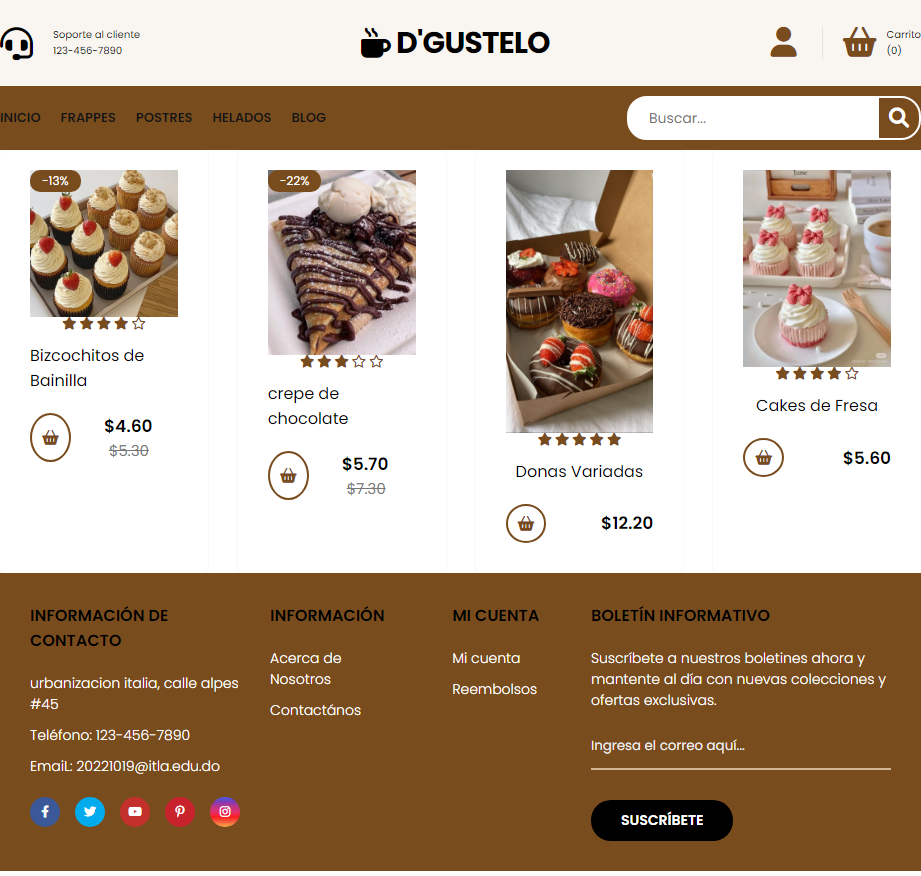 Soporte al cliente
123-456-7890
D'GUSTELO
Carrito
(0)
INICIO FRAPPES POSTRES HELADOS BLOG
Buscar...
-13%
Bizcochitos de
Bainilla
$4.60
$5.30
-22%
crepe de
chocolate
$5.70
$7.30
Donas Variadas
$12.20
Cakes de Fresa
$5.60
INFORMACIÓN DE
CONTACTO
urbanizacion italia, calle alpes
#45
Teléfono: 123-456-7890
EmaiL: 20221019@itla.edu.do
INFORMACIÓN
Acerca de
Nosotros
Contactános
MI CUENTA
Mi cuenta
Reembolsos
BOLETÍN INFORMATIVO
Suscríbete a nuestros boletines ahora y
mantente al día con nuevas colecciones y
ofertas exclusivas.
Ingresa el correo aquí...
SUSCRÍBETE